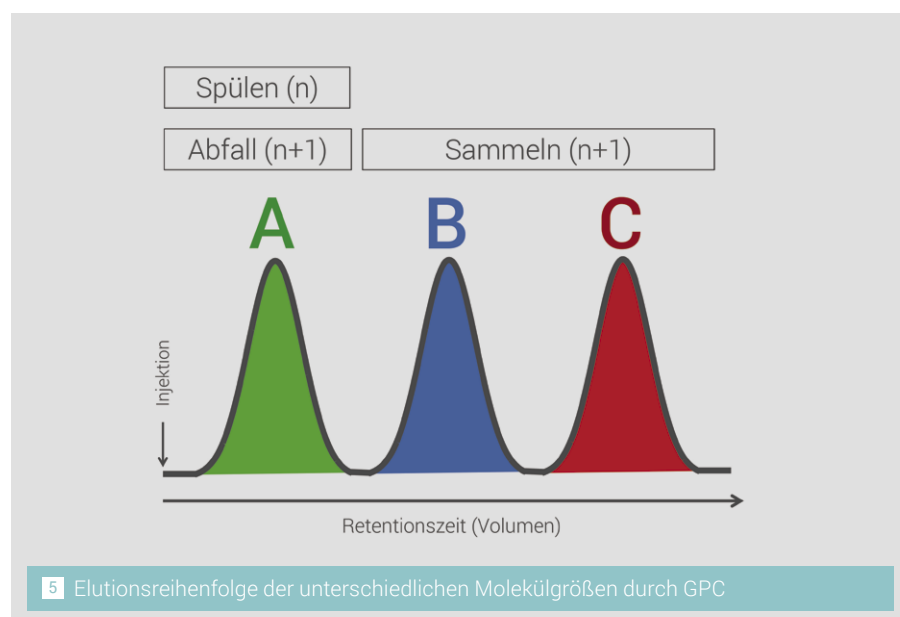 Spülen (n)
Abfall (n+1)
Sammeln (n+1)
A
B
C
Injektion
Retentionszeit (Volumen)
5 Elutionsreihenfolge der unterschiedlichen Molekülgrößen durch GPC